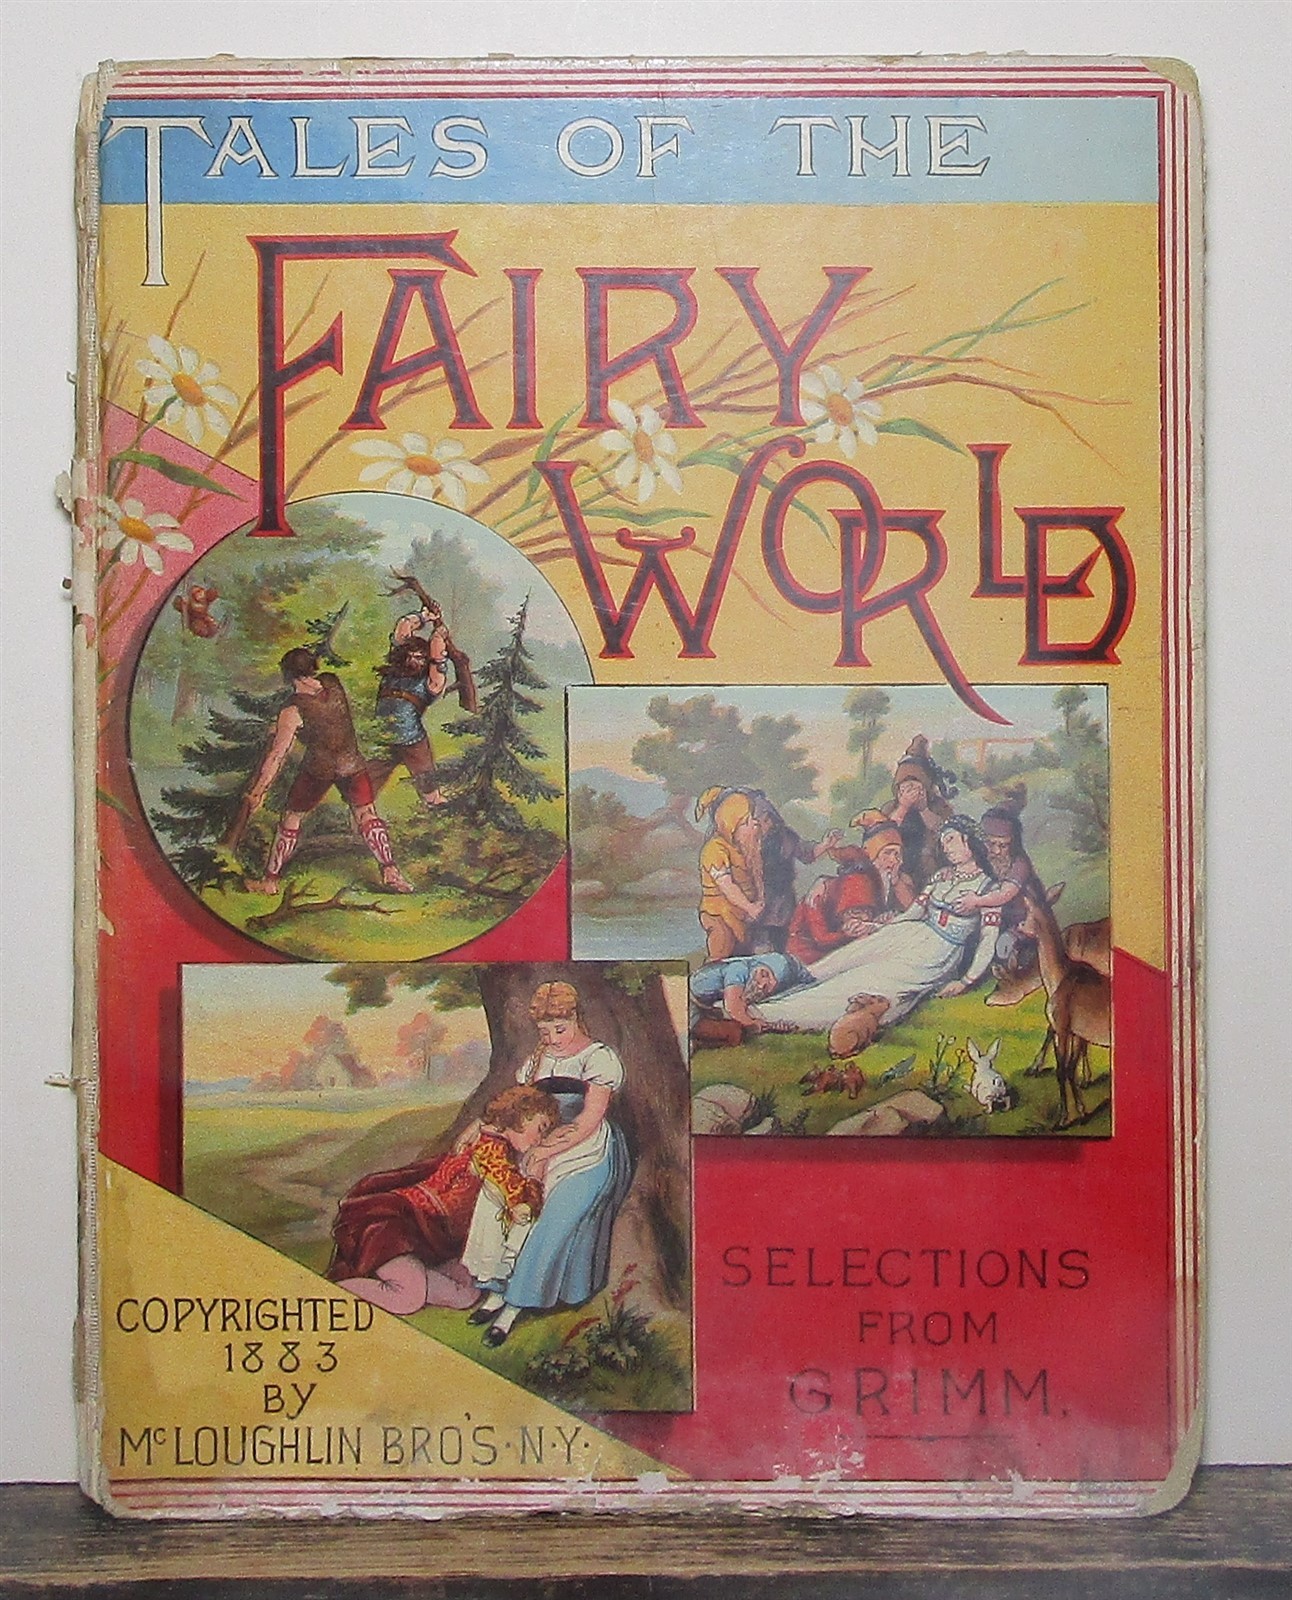 TALES OF THE
FAIRY
WORLD
SELECTIONS
FROM
GRIMM.
COPYRIGHTED
1883
BY
McLOUGHLIN BRO'S. N.Y.